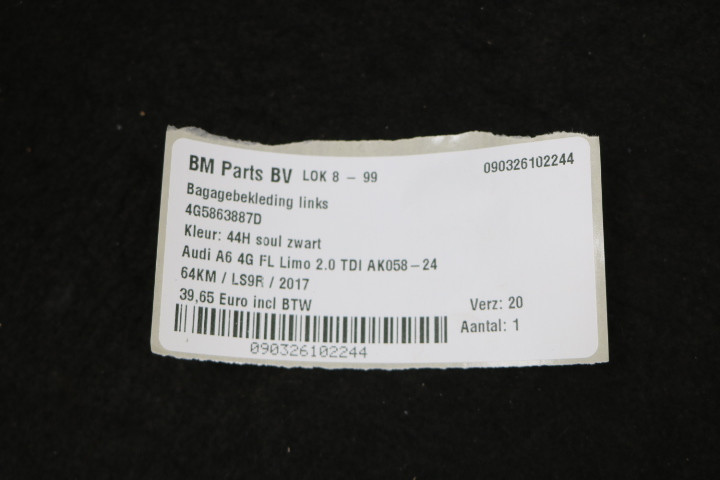 BM Parts BV LOK 8 – 99
090326102244
Bagagebekleding links
4G5863887D
Kleur: 44H soul zwart
Audi A6 4G FL Limo 2.0 TDI AK058–24
64KM / LS9R / 2017
39,65 Euro incl BTW
Verz: 20
Aantal: 1
090326102244